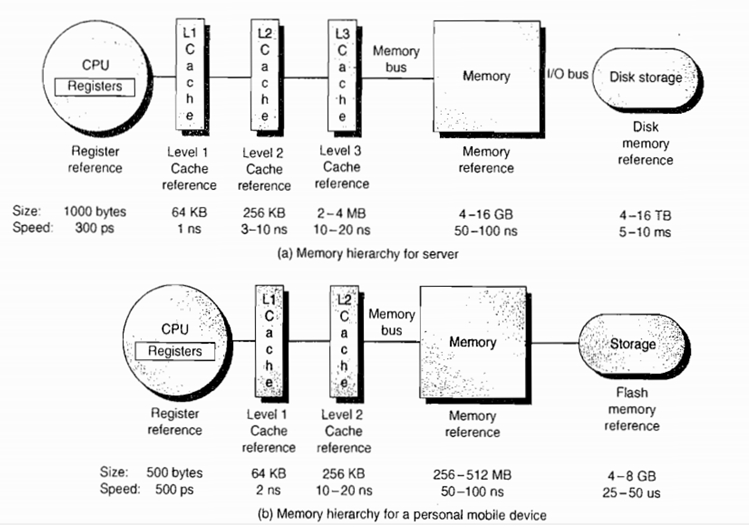 CPU
Registers
L1
Cache
L2
Cache
L3
Cache
Memory
bus
Memory
I/O bus
Disk storage
Register
reference
Level 1
Cache
reference
Level 2
Cache
reference
Level 3
Cache
reference
Memory
reference
Disk
memory
reference
Size: 1000 bytes 64 KB 256 KB 2–4 MB 4–16 GB 4–16 TB
Speed: 300 ps 1 ns 3–10 ns 10–20 ns 50–100 ns 5–10 ms
(a) Memory hierarchy for server
CPU
Registers
L1
Cache
L2
Cache
Memory
bus
Memory
Storage
Register
reference
Level 1
Cache
reference
Level 2
Cache
reference
Memory
reference
Flash
memory
reference
Size: 500 bytes 64 KB 256 KB 256–512 MB 4–8 GB
Speed: 500 ps 2 ns 10–20 ns 50–100 ns 25–50 us
(b) Memory hierarchy for a personal mobile device